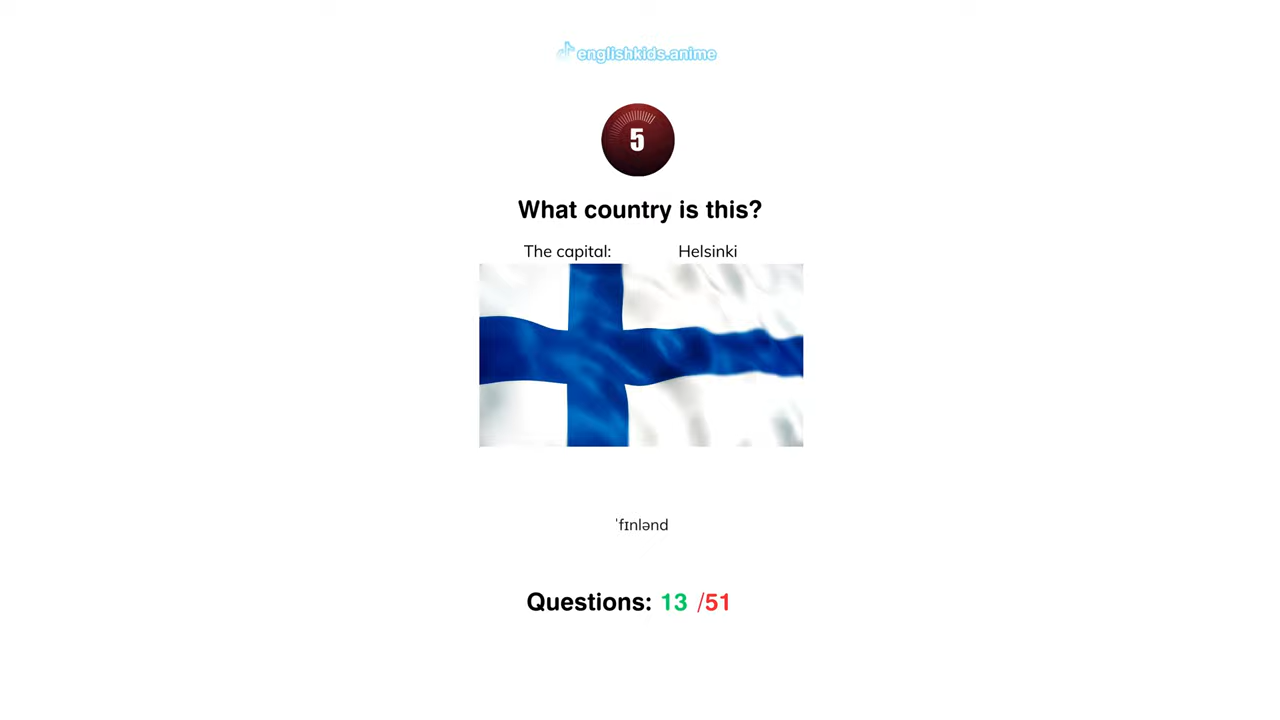 englishkids.anime
5
What country is this?
The capital: Helsinki
ˈfɪnlənd
Questions: 13 /51